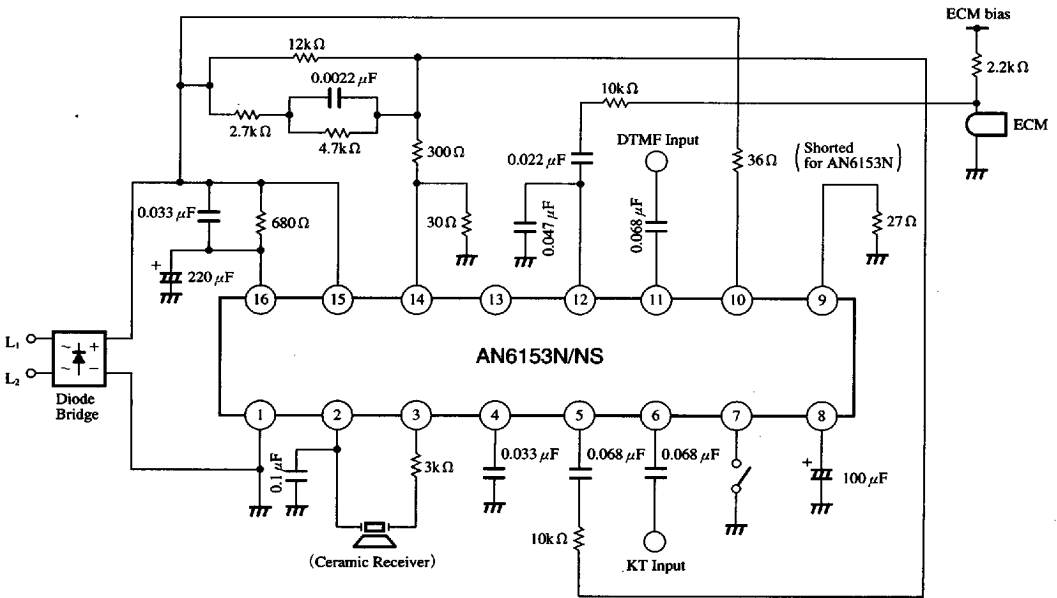 ECM bias
12kΩ
2.2kΩ
0.0022 μF
10kΩ
ECM
2.7kΩ
4.7kΩ
DTMF Input
300Ω
0.022 μF
36Ω
(Shorted
for AN6153N)
0.033 μF
680Ω
30Ω
0.047 μF
0.068 μF
27Ω
+
220 μF
16
15
14
13
12
11
10
9
L₁
~ +
AN6153N/NS
L₂
~ −
Diode
Bridge
1
2
3
4
5
6
7
8
0.1 μF
3kΩ
0.033 μF
0.068 μF
0.068 μF
+
100 μF
10kΩ
(Ceramic Receiver)
KT Input